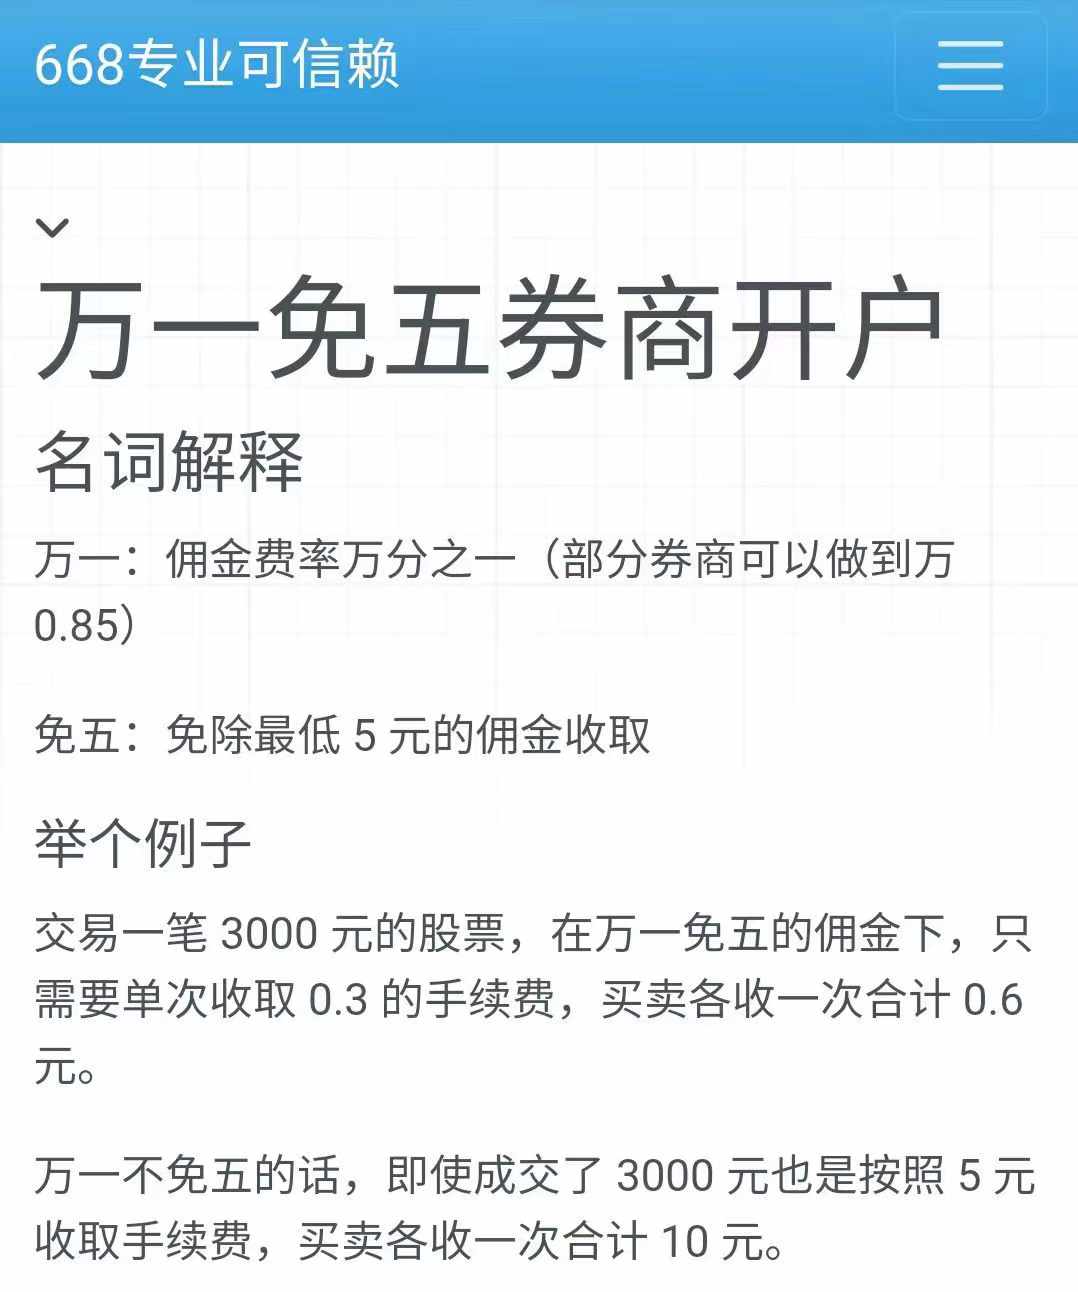 668专业可信赖
万一免五券商开户
名词解释
万一：佣金费率万分之一（部分券商可以做到万
0.85）
免五：免除最低 5 元的佣金收取
举个例子
交易一笔 3000 元的股票，在万一免五的佣金下，只
需要单次收取 0.3 的手续费，买卖各收一次合计 0.6
元。
万一不免五的话，即使成交了 3000 元也是按照 5 元
收取手续费，买卖各收一次合计 10 元。